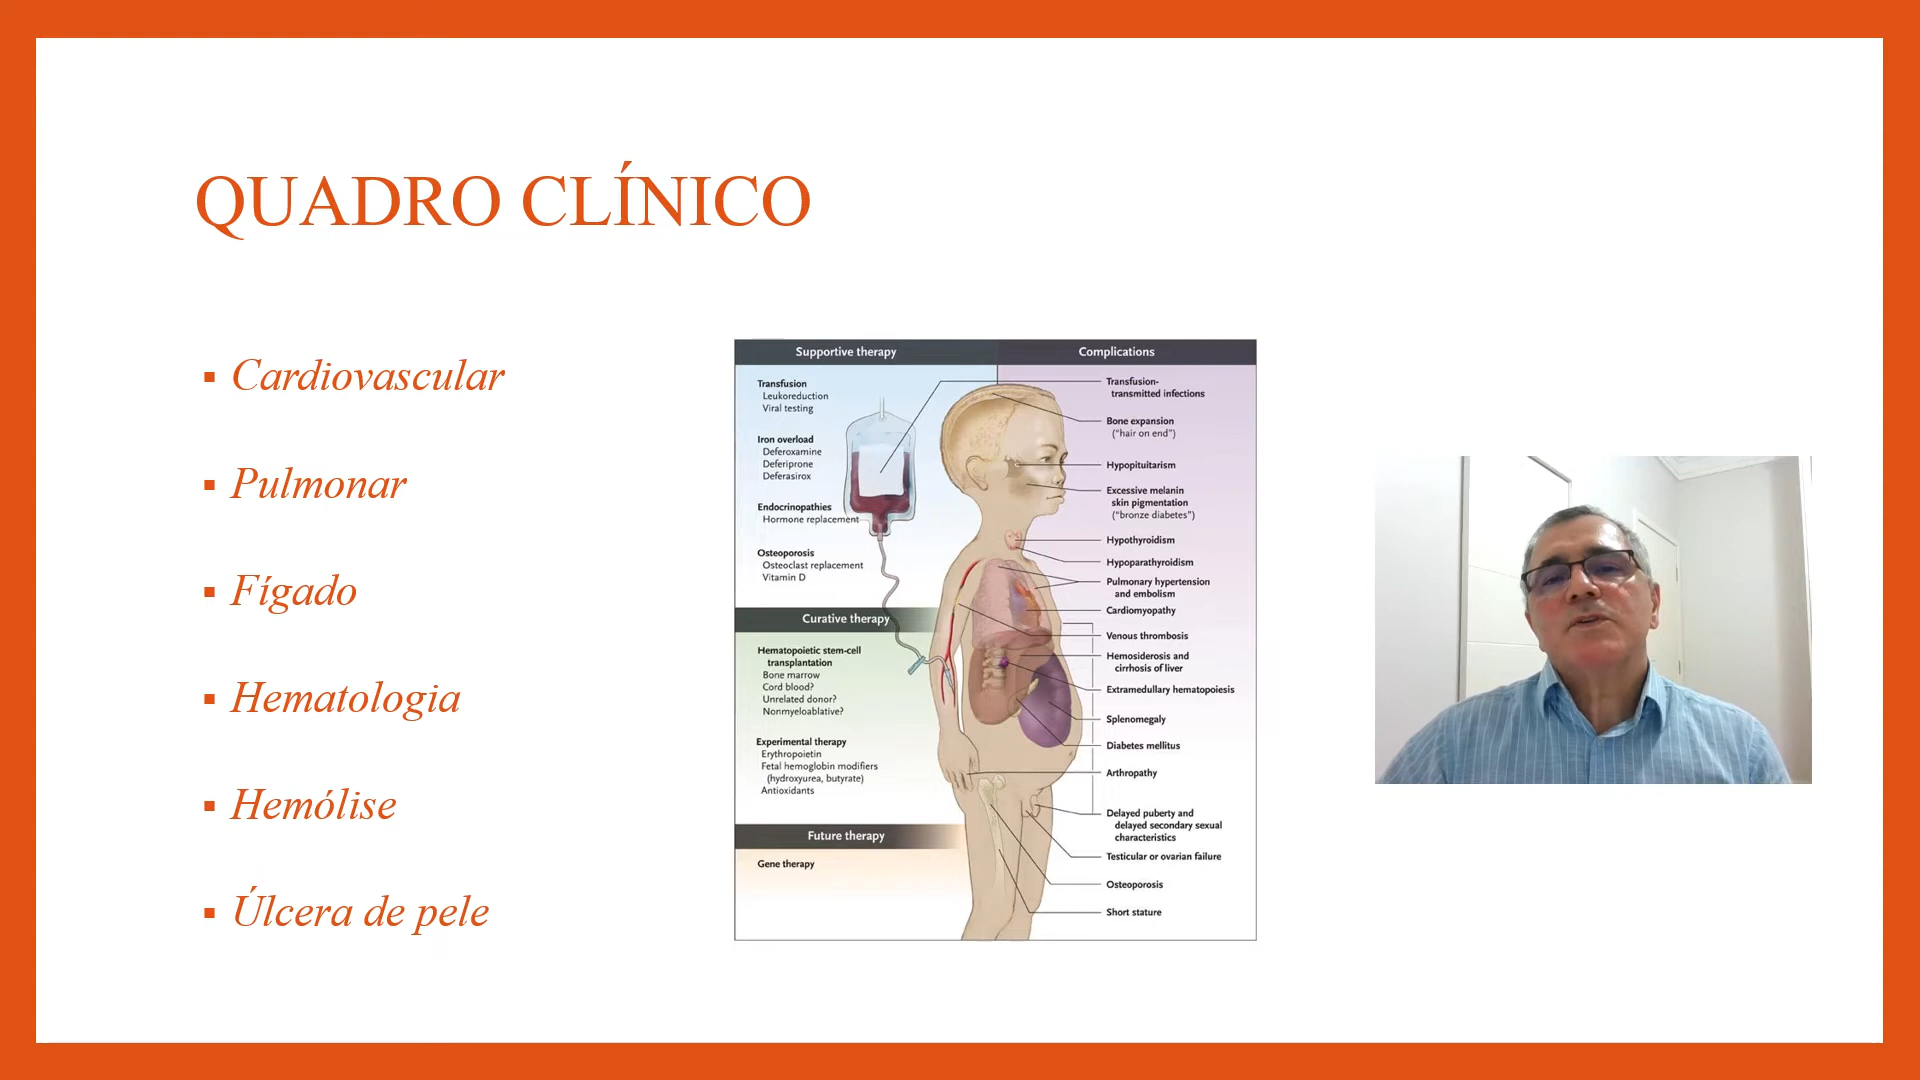 QUADRO CLÍNICO
▪ Cardiovascular
▪ Pulmonar
▪ Fígado
▪ Hematologia
▪ Hemólise
▪ Úlcera de pele
Supportive therapy
Transfusion
Leukoreduction
Viral testing
Iron overload
Deferoxamine
Deferiprone
Deferasirox
Endocrinopathies
Hormone replacement
Osteoporosis
Osteoclast replacement
Vitamin D
Curative therapy
Hematopoietic stem-cell
transplantation
Bone marrow
Cord blood?
Unrelated donor?
Nonmyeloablative?
Experimental therapy
Erythropoietin
Fetal hemoglobin modifiers
(hydroxyurea, butyrate)
Antioxidants
Future therapy
Gene therapy
Complications
Transfusion-
transmitted infections
Bone expansion
("hair on end")
Hypopituitarism
Excessive melanin
skin pigmentation
("bronze diabetes")
Hypothyroidism
Hypoparathyroidism
Pulmonary hypertension
and embolism
Cardiomyopathy
Venous thrombosis
Hemosiderosis and
cirrhosis of liver
Extramedullary hematopoiesis
Splenomegaly
Diabetes mellitus
Arthropathy
Delayed puberty and
delayed secondary sexual
characteristics
Testicular or ovarian failure
Osteoporosis
Short stature